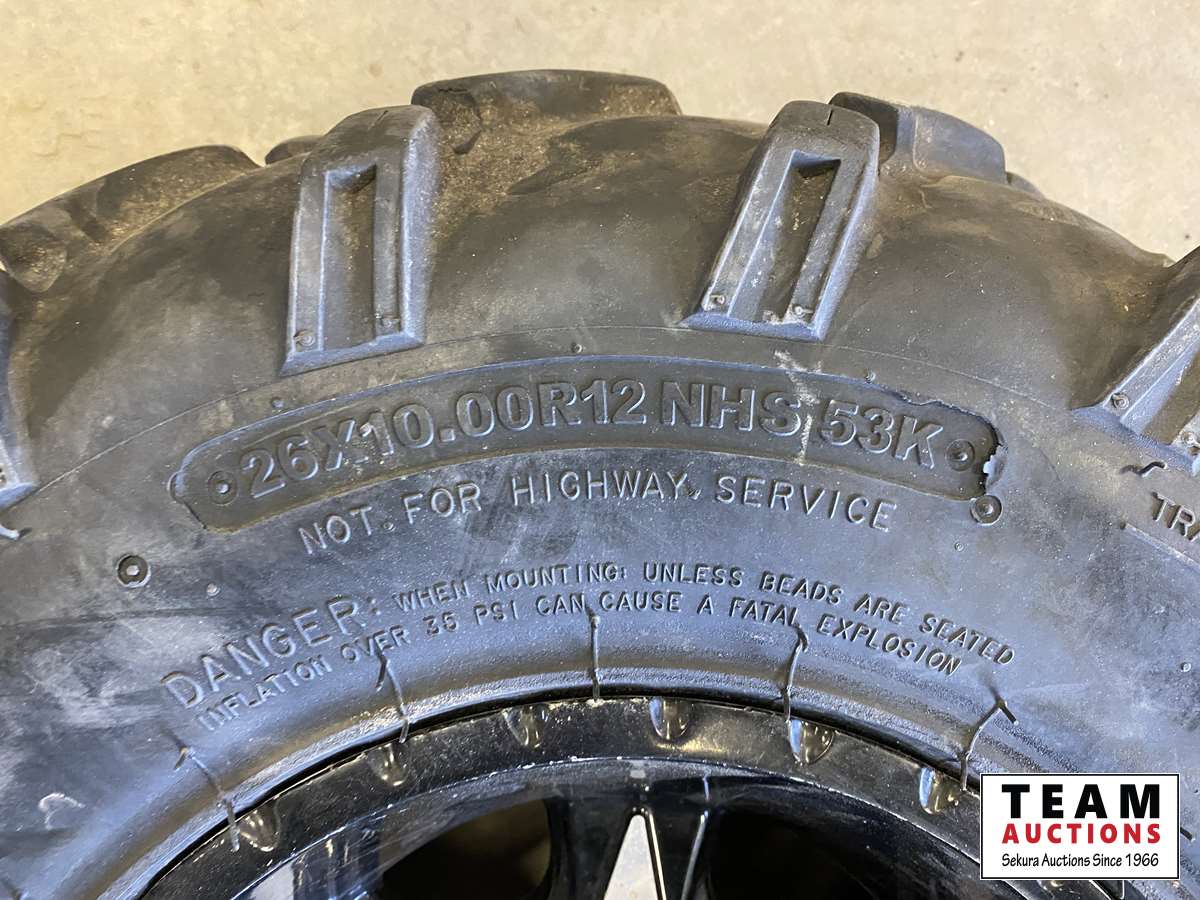 26X10.00R12 NHS 53K
NOT FOR HIGHWAY SERVICE
DANGER: WHEN MOUNTING: UNLESS BEADS ARE SEATED
INFLATION OVER 35 PSI CAN CAUSE A FATAL EXPLOSION
TEAM
AUCTIONS
Sekura Auctions Since 1966